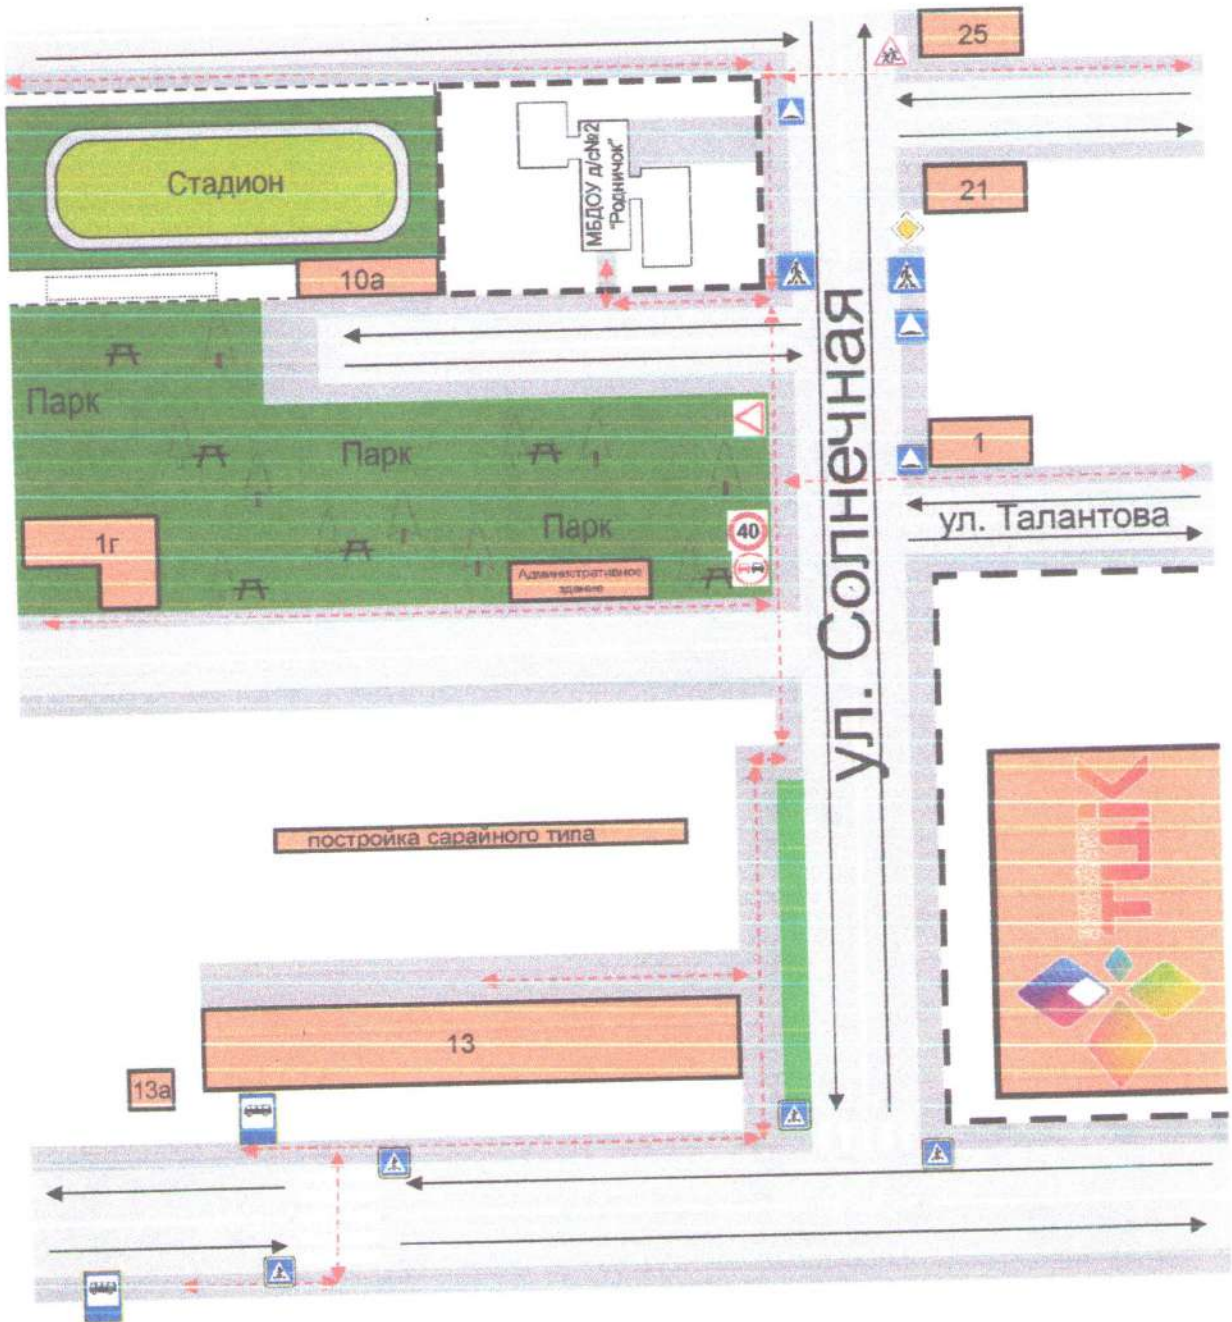 25
Стадион
МБДОУ д/с№2
"Родничок"
21
10а
Парк
Парк
Парк
1
ул. Солнечная
ул. Талантова
40
1г
Административное
здание
постройка сарайного типа
ТЦИК
13
13а